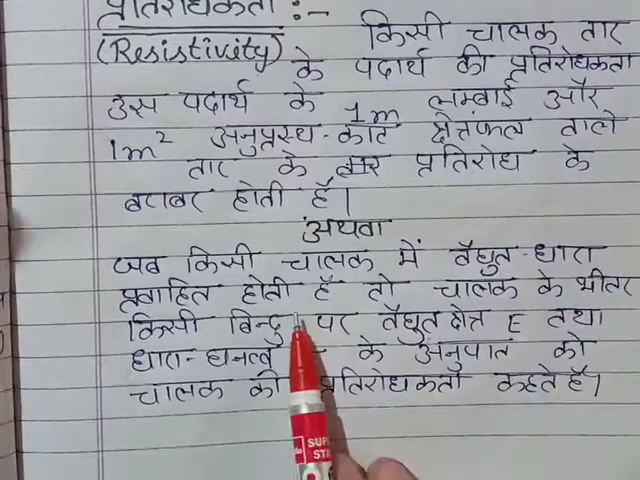 प्रतिरोधकता :-
(Resistivity)
किसी चालक तार
के पदार्थ की प्रतिरोधकता
उस पदार्थ के 1m लम्बाई और
1m² अनुप्रस्थ-काट क्षेत्रफल वाले
तार के प्रतिरोध के
बराबर होती है।
अथवा
जब किसी चालक में वैद्युत-धारा
प्रवाहित होती है तो चालक के भीतर
किसी बिन्दु पर वैद्युत क्षेत्र E तथा
धारा-घनत्व के अनुपात को
चालक की प्रतिरोधकता कहते है।